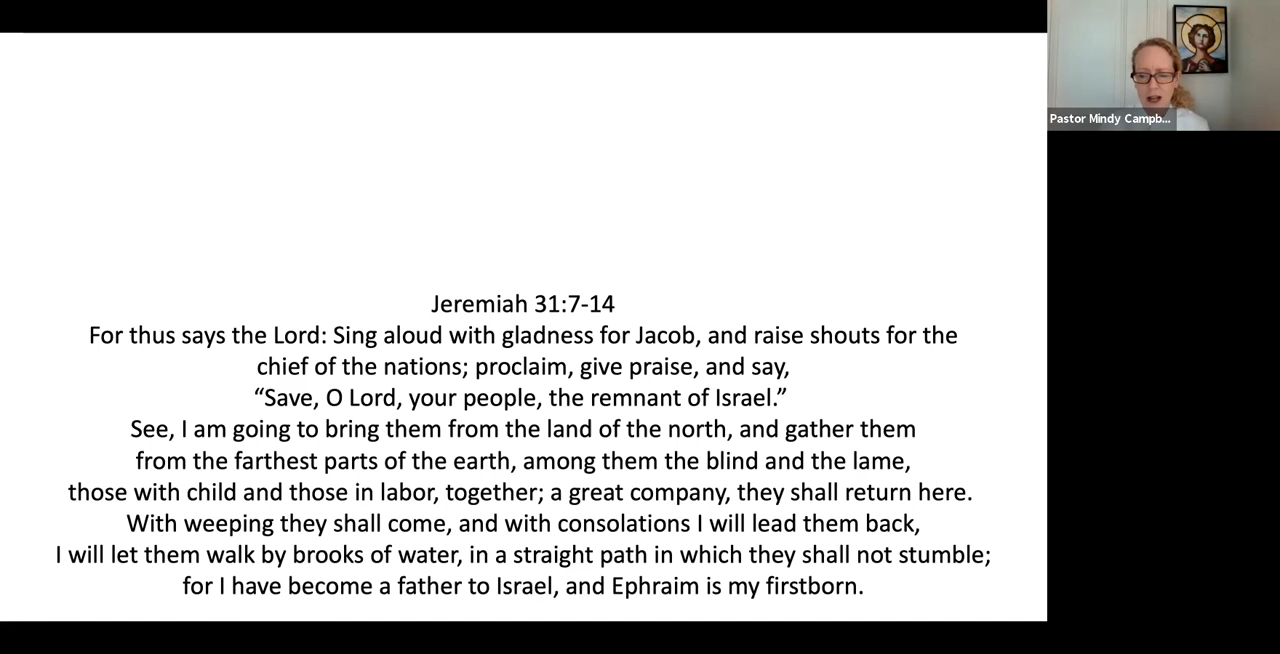 Jeremiah 31:7-14
For thus says the Lord: Sing aloud with gladness for Jacob, and raise shouts for the
chief of the nations; proclaim, give praise, and say,
“Save, O Lord, your people, the remnant of Israel.”
See, I am going to bring them from the land of the north, and gather them
from the farthest parts of the earth, among them the blind and the lame,
those with child and those in labor, together; a great company, they shall return here.
With weeping they shall come, and with consolations I will lead them back,
I will let them walk by brooks of water, in a straight path in which they shall not stumble;
for I have become a father to Israel, and Ephraim is my firstborn.
Pastor Mindy Campb...